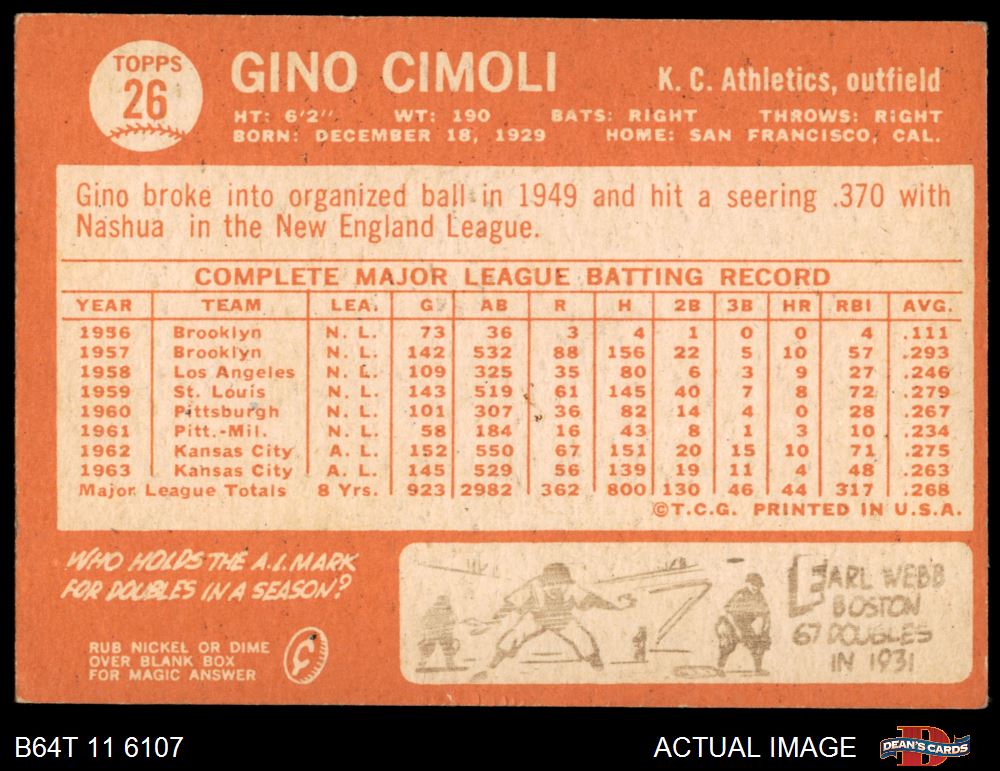 TOPPS
26
GINO CIMOLI
K. C. Athletics, outfield
HT: 6'2" WT: 190 BATS: RIGHT THROWS: RIGHT
BORN: DECEMBER 18, 1929 HOME: SAN FRANCISCO, CAL.
Gino broke into organized ball in 1949 and hit a seering .370 with
Nashua in the New England League.
COMPLETE MAJOR LEAGUE BATTING RECORD
YEAR TEAM LEA. G AB R H 2B 3B HR RBI AVG.
1956 Brooklyn N. L. 73 36 3 4 1 0 0 4 .111
1957 Brooklyn N. L. 142 532 88 156 22 5 10 57 .293
1958 Los Angeles N. L. 109 325 35 80 6 3 9 27 .246
1959 St. Louis N. L. 143 519 61 145 40 7 8 72 .279
1960 Pittsburgh N. L. 101 307 36 82 14 4 0 28 .267
1961 Pitt.-Mil. N. L. 58 184 16 43 8 1 3 10 .234
1962 Kansas City A. L. 152 550 67 151 20 15 10 71 .275
1963 Kansas City A. L. 145 529 56 139 19 11 4 48 .263
Major League Totals 8 Yrs. 923 2982 362 800 130 46 44 317 .268
©T.C.G. PRINTED IN U.S.A.
WHO HOLDS THE A.L. MARK
FOR DOUBLES IN A SEASON?
RUB NICKEL OR DIME
OVER BLANK BOX
FOR MAGIC ANSWER
EARL WEBB
BOSTON
67 DOUBLES
IN 1931
B64T 11 6107
ACTUAL IMAGE
DEAN'S CARDS